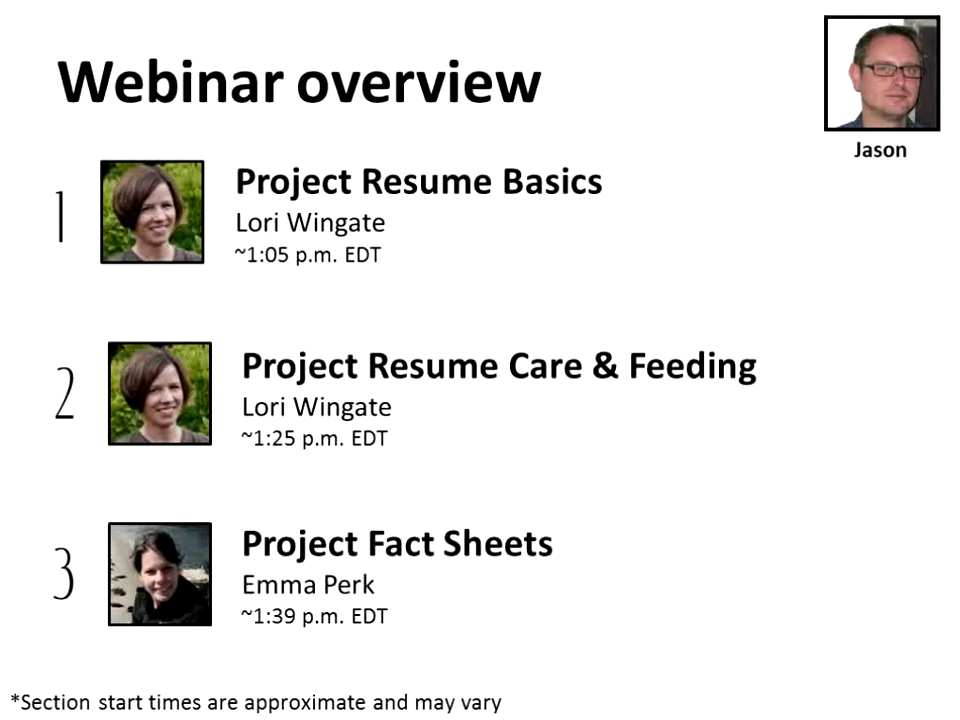 Webinar overview
Jason
1
Project Resume Basics
Lori Wingate
~1:05 p.m. EDT
2
Project Resume Care & Feeding
Lori Wingate
~1:25 p.m. EDT
3
Project Fact Sheets
Emma Perk
~1:39 p.m. EDT
*Section start times are approximate and may vary